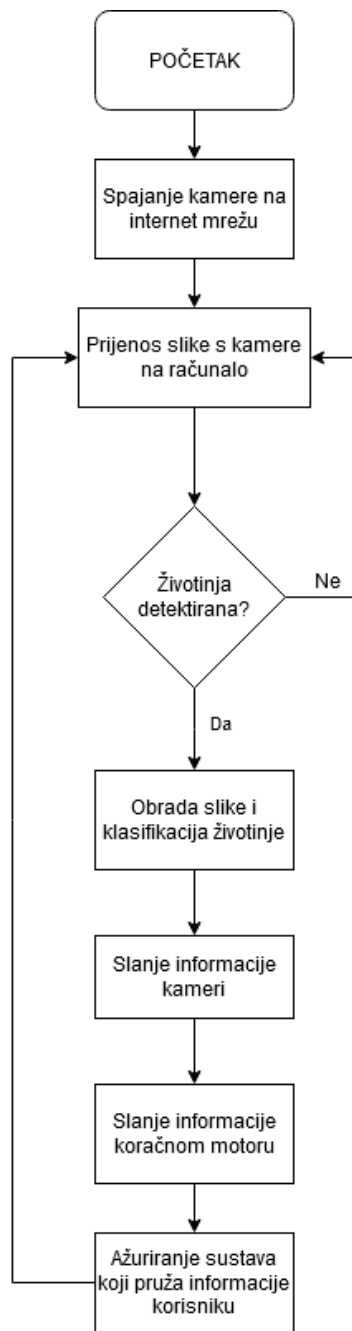 POČETAK
Spajanje kamere na
internet mrežu
Prijenos slike s kamere
na računalo
Životinja
detektirana?
Ne
Da
Obrada slike i
klasifikacija životinje
Slanje informacije
kameri
Slanje informacije
koračnom motoru
Ažuriranje sustava
koji pruža informacije
korisniku